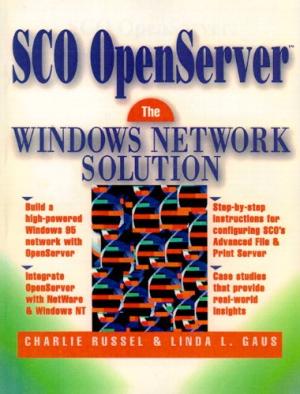 SCO OpenServer™
The
WINDOWS NETWORK
SOLUTION
Build a
high-powered
Windows 95
network with
OpenServer
Integrate
OpenServer
with NetWare
& Windows NT
Step-by-step
instructions for
configuring SCO's
Advanced File &
Print Server
Case studies
that provide
real-world
insights
CHARLIE RUSSEL & LINDA L. GAUS